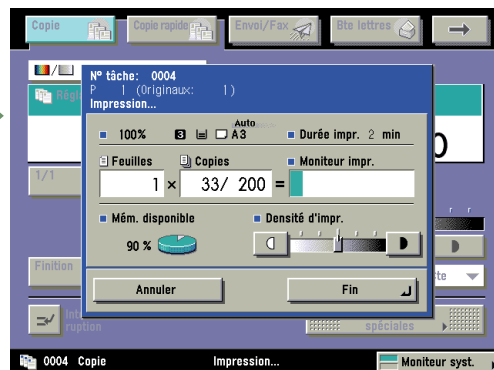 Copie
Copie rapide
Envoi/Fax
Bte lettres
N° tâche: 0004
P 1 (Originaux: 1)
Impression...
100% 3 Auto A3 Durée impr. 2 min
Feuilles Copies Moniteur impr.
1 × 33/ 200 =
Mém. disponible Densité d'impr.
90 %
Annuler Fin
1/1
Finition
ruption
spéciales
0004 Copie Impression... Moniteur syst.